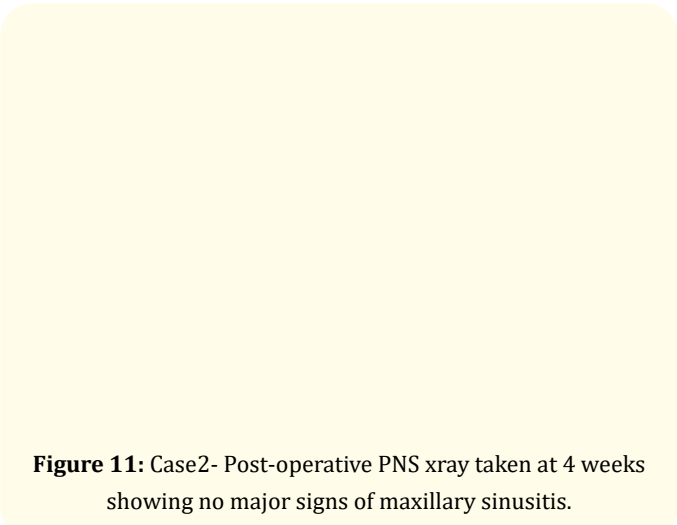 Figure 11: Case2- Post-operative PNS xray taken at 4 weeks
showing no major signs of maxillary sinusitis.